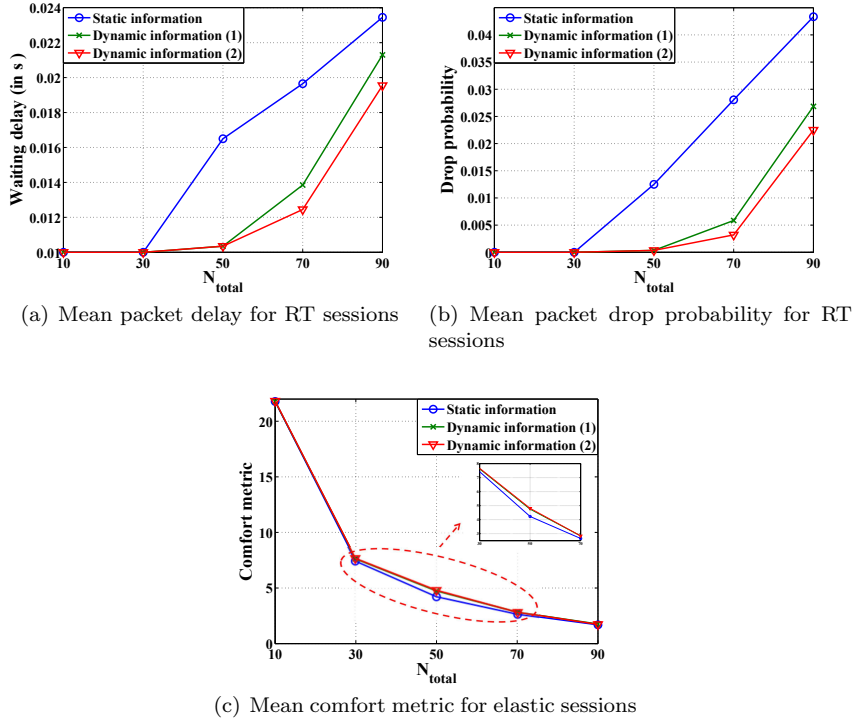 Static information
Dynamic information (1)
Dynamic information (2)
Waiting delay (in s)
0.024
0.022
0.02
0.018
0.016
0.014
0.012
0.01
10 30 50 70 90
N_total
(a) Mean packet delay for RT sessions
Static information
Dynamic information (1)
Dynamic information (2)
Drop probability
0.04
0.035
0.03
0.025
0.02
0.015
0.01
0.005
0
10 30 50 70 90
N_total
(b) Mean packet drop probability for RT
sessions
Static information
Dynamic information (1)
Dynamic information (2)
Comfort metric
20
15
10
5
0
10 30 50 70 90
N_total
(c) Mean comfort metric for elastic sessions